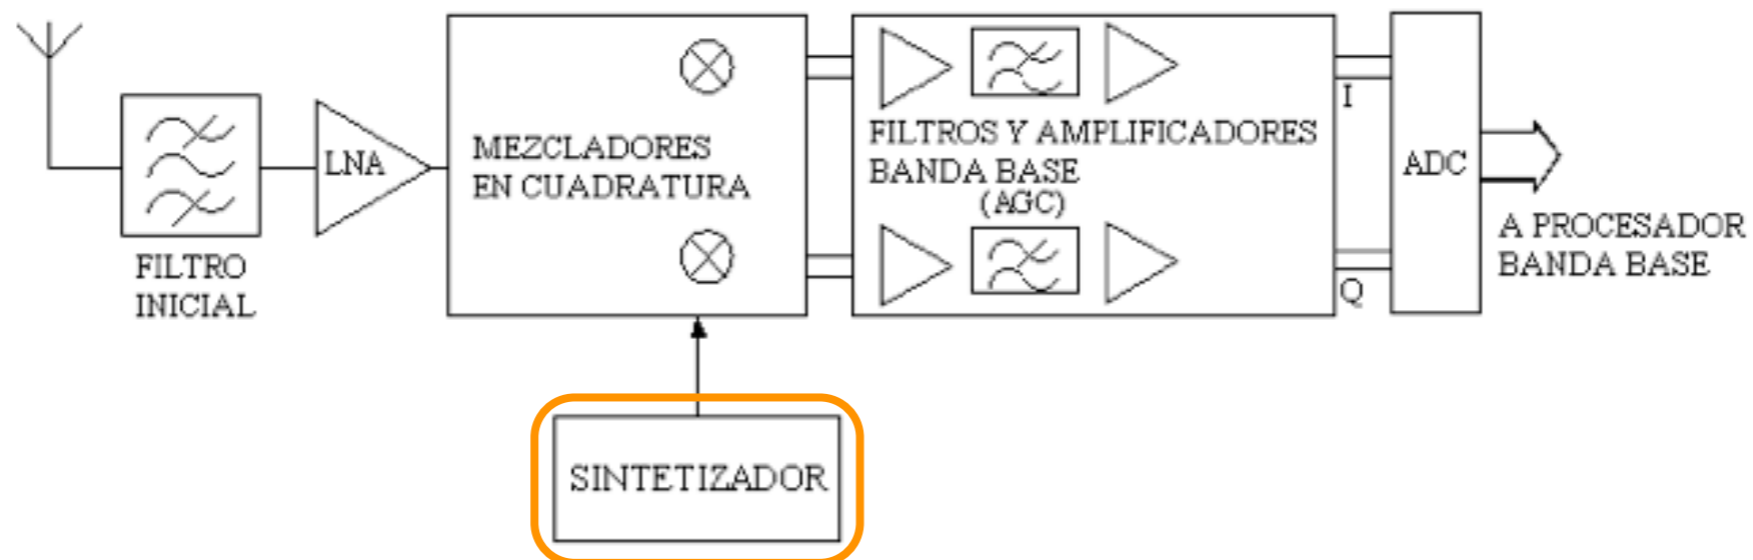 FILTRO
INICIAL
LNA
MEZCLADORES
EN CUADRATURA
SINTETIZADOR
FILTROS Y AMPLIFICADORES
BANDA BASE
(AGC)
I
Q
ADC
A PROCESADOR
BANDA BASE